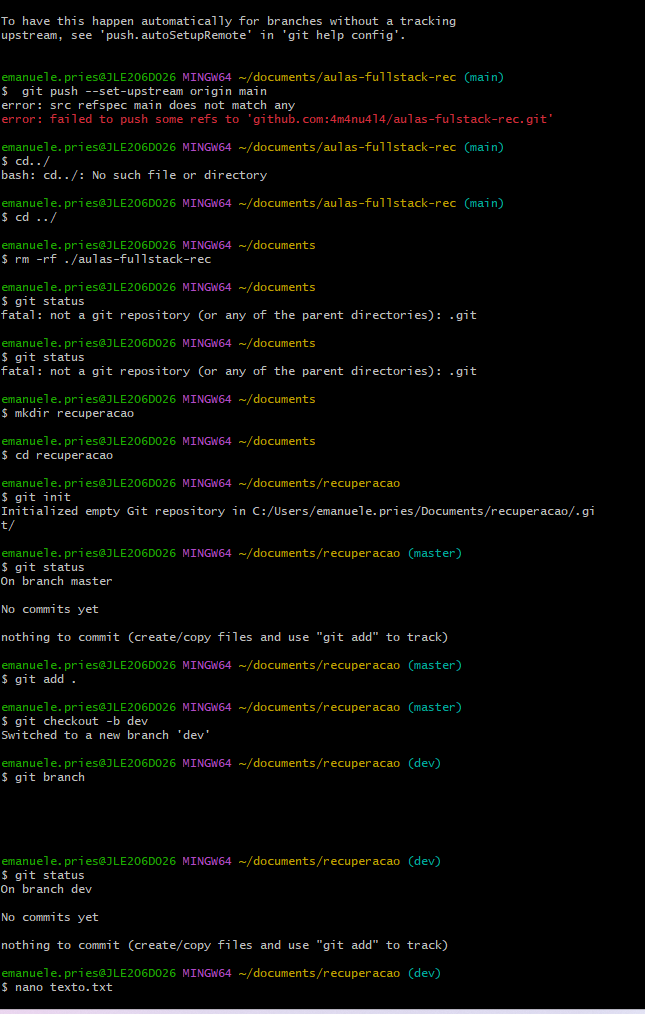 To have this happen automatically for branches without a tracking
upstream, see 'push.autoSetupRemote' in 'git help config'.
emanuele.pries@JLE206D026 MINGW64 ~/documents/aulas-fullstack-rec (main)
$  git push --set-upstream origin main
error: src refspec main does not match any
error: failed to push some refs to 'github.com:4m4nu4l4/aulas-fulstack-rec.git'
emanuele.pries@JLE206D026 MINGW64 ~/documents/aulas-fullstack-rec (main)
$ cd../
bash: cd../: No such file or directory
emanuele.pries@JLE206D026 MINGW64 ~/documents/aulas-fullstack-rec (main)
$ cd ../
emanuele.pries@JLE206D026 MINGW64 ~/documents
$ rm -rf ./aulas-fullstack-rec
emanuele.pries@JLE206D026 MINGW64 ~/documents
$ git status
fatal: not a git repository (or any of the parent directories): .git
emanuele.pries@JLE206D026 MINGW64 ~/documents
$ git status
fatal: not a git repository (or any of the parent directories): .git
emanuele.pries@JLE206D026 MINGW64 ~/documents
$ mkdir recuperacao
emanuele.pries@JLE206D026 MINGW64 ~/documents
$ cd recuperacao
emanuele.pries@JLE206D026 MINGW64 ~/documents/recuperacao
$ git init
Initialized empty Git repository in C:/Users/emanuele.pries/Documents/recuperacao/.gi
t/
emanuele.pries@JLE206D026 MINGW64 ~/documents/recuperacao (master)
$ git status
On branch master
No commits yet
nothing to commit (create/copy files and use "git add" to track)
emanuele.pries@JLE206D026 MINGW64 ~/documents/recuperacao (master)
$ git add .
emanuele.pries@JLE206D026 MINGW64 ~/documents/recuperacao (master)
$ git checkout -b dev
Switched to a new branch 'dev'
emanuele.pries@JLE206D026 MINGW64 ~/documents/recuperacao (dev)
$ git branch
emanuele.pries@JLE206D026 MINGW64 ~/documents/recuperacao (dev)
$ git status
On branch dev
No commits yet
nothing to commit (create/copy files and use "git add" to track)
emanuele.pries@JLE206D026 MINGW64 ~/documents/recuperacao (dev)
$ nano texto.txt